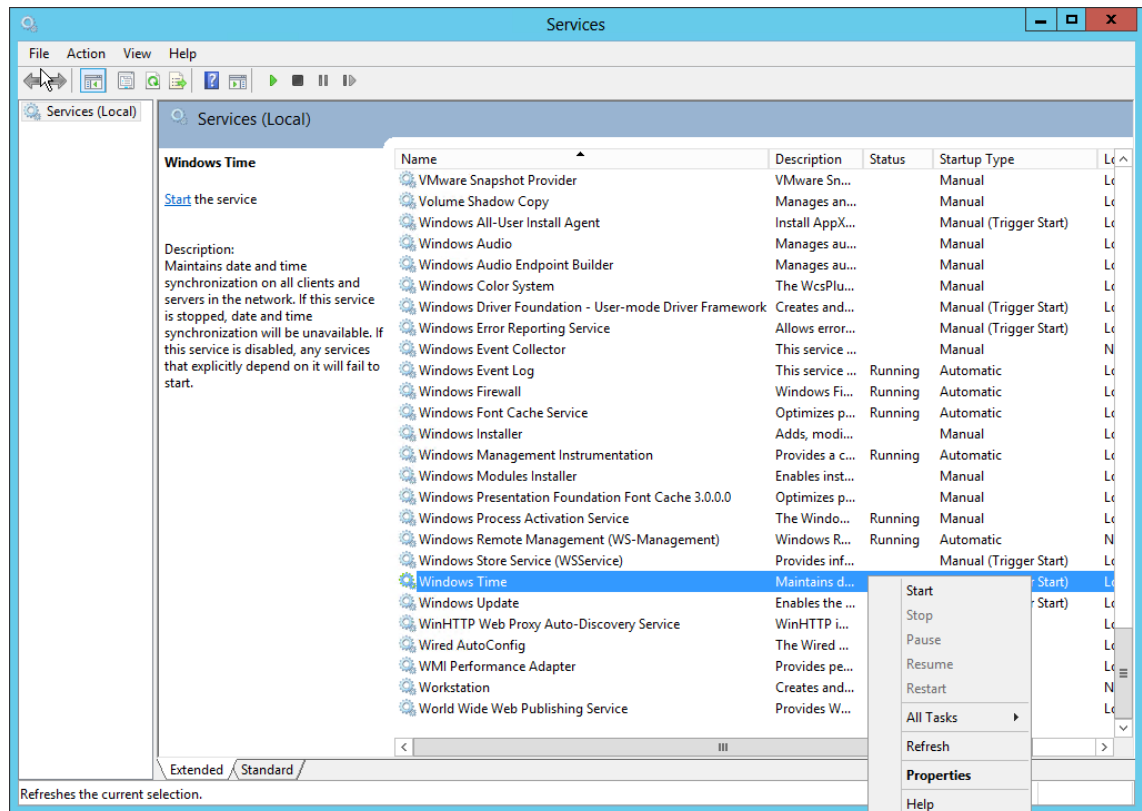 Services
File Action View Help
Services (Local)
Services (Local)
Windows Time
Start the service
Description:
Maintains date and time
synchronization on all clients and
servers in the network. If this service
is stopped, date and time
synchronization will be unavailable. If
this service is disabled, any services
that explicitly depend on it will fail to
start.
Name Description Status Startup Type
VMware Snapshot Provider VMware Sn... Manual
Volume Shadow Copy Manages an... Manual
Windows All-User Install Agent Install AppX... Manual (Trigger Start)
Windows Audio Manages au... Manual
Windows Audio Endpoint Builder Manages au... Manual
Windows Color System The WcsPlu... Manual
Windows Driver Foundation - User-mode Driver Framework Creates and... Manual (Trigger Start)
Windows Error Reporting Service Allows error... Manual (Trigger Start)
Windows Event Collector This service ... Manual N
Windows Event Log This service ... Running Automatic
Windows Firewall Windows Fi... Running Automatic
Windows Font Cache Service Optimizes p... Running Automatic
Windows Installer Adds, modi... Manual
Windows Management Instrumentation Provides a c... Running Automatic
Windows Modules Installer Enables inst... Manual
Windows Presentation Foundation Font Cache 3.0.0.0 Optimizes p... Manual
Windows Process Activation Service The Windo... Running Manual
Windows Remote Management (WS-Management) Windows R... Running Automatic N
Windows Store Service (WSService) Provides inf... Manual (Trigger Start)
Windows Time Maintains d... Start)
Windows Update Enables the ... r Start)
WinHTTP Web Proxy Auto-Discovery Service WinHTTP i...
Wired AutoConfig The Wired ...
WMI Performance Adapter Provides pe...
Workstation Creates and... N
World Wide Web Publishing Service Provides W...
Start
Stop
Pause
Resume
Restart
All Tasks
Refresh
Properties
Help
Extended Standard
Refreshes the current selection.